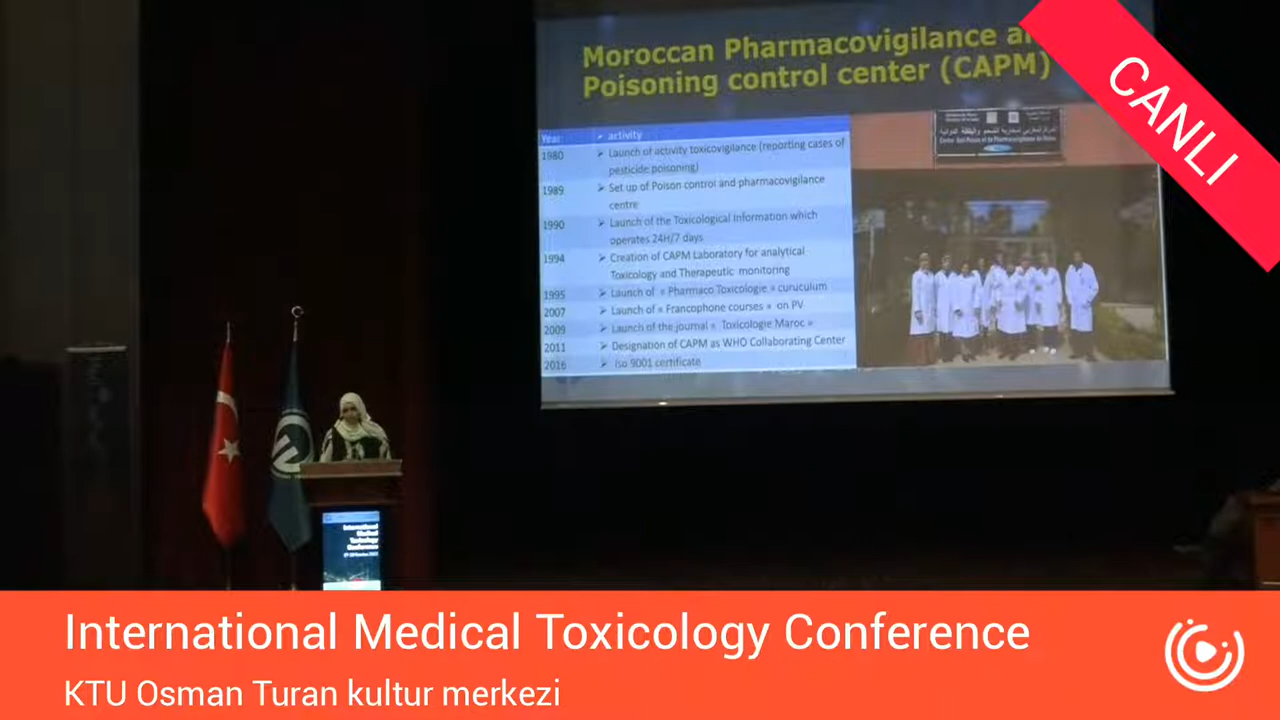 Moroccan Pharmacovigilance
Poisoning control center (CAPM)
CANLI
Year activity
1980 ➢ Launch of activity toxicovigilance (reporting cases of
pesticide poisoning)
1989 ➢ Set up of Poison control and pharmacovigilance
centre
1990 ➢ Launch of the Toxicological Information which
operates 24H/7 days
1994 ➢ Creation of CAPM Laboratory for analytical
Toxicology and Therapeutic monitoring
1995 ➢ Launch of « Pharmaco Toxicologie » curuculum
2007 ➢ Launch of « Francophone courses » on PV
2009 ➢ Launch of the journal « Toxicologie Maroc »
2011 ➢ Designation of CAPM as WHO Collaborating Center
2016 ➢ Iso 9001 certificate
International
Medical
Toxicology
Conference
International Medical Toxicology Conference
KTU Osman Turan kultur merkezi